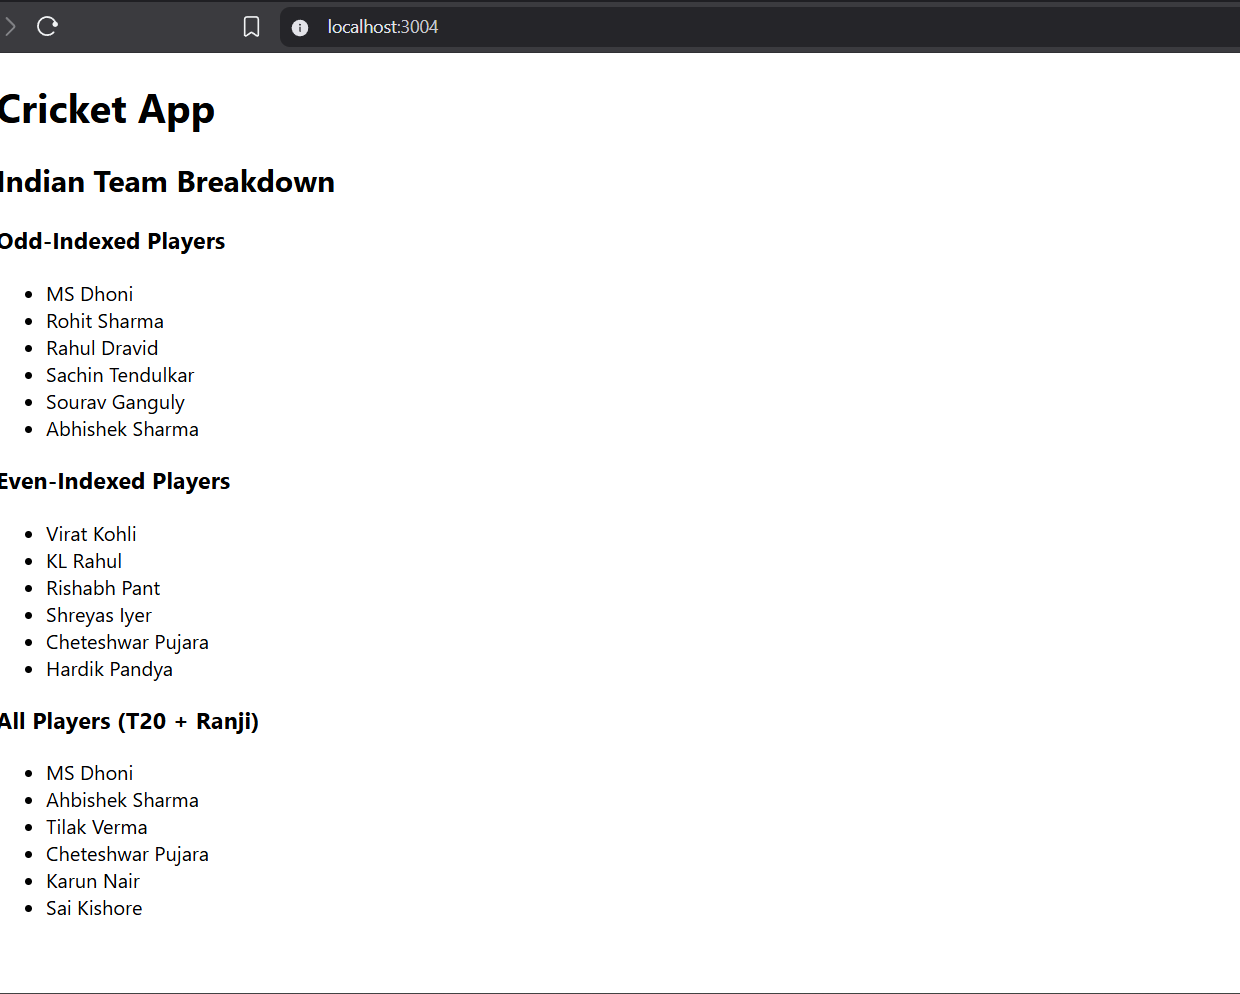 localhost:3004
Cricket App
Indian Team Breakdown
Odd-Indexed Players
MS Dhoni
Rohit Sharma
Rahul Dravid
Sachin Tendulkar
Sourav Ganguly
Abhishek Sharma
Even-Indexed Players
Virat Kohli
KL Rahul
Rishabh Pant
Shreyas Iyer
Cheteshwar Pujara
Hardik Pandya
All Players (T20 + Ranji)
MS Dhoni
Ahbishek Sharma
Tilak Verma
Cheteshwar Pujara
Karun Nair
Sai Kishore